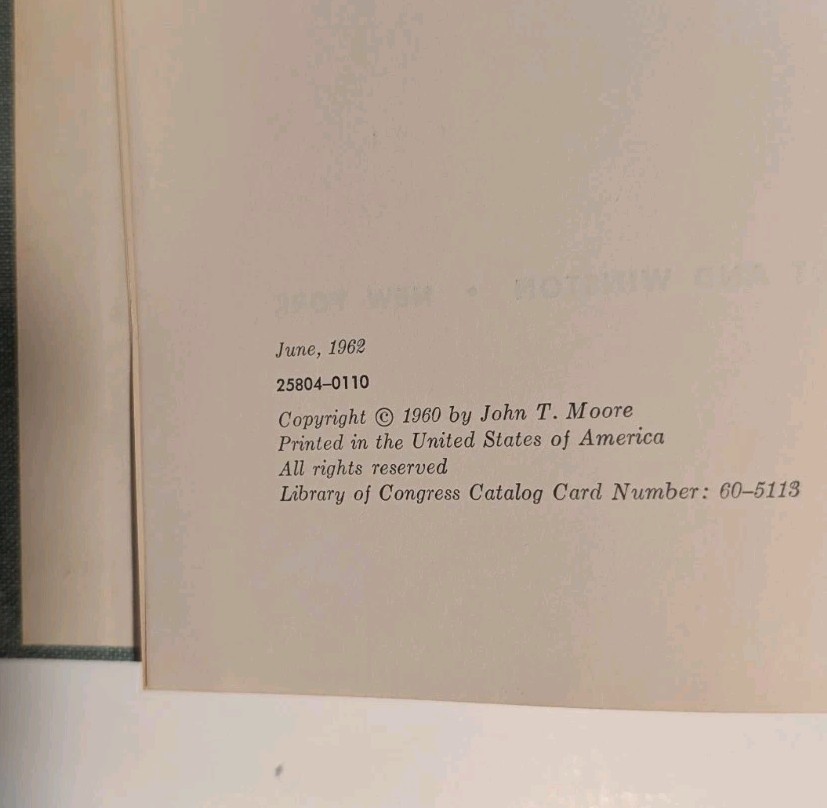 June, 1962
25804–0110
Copyright © 1960 by John T. Moore
Printed in the United States of America
All rights reserved
Library of Congress Catalog Card Number: 60–5113